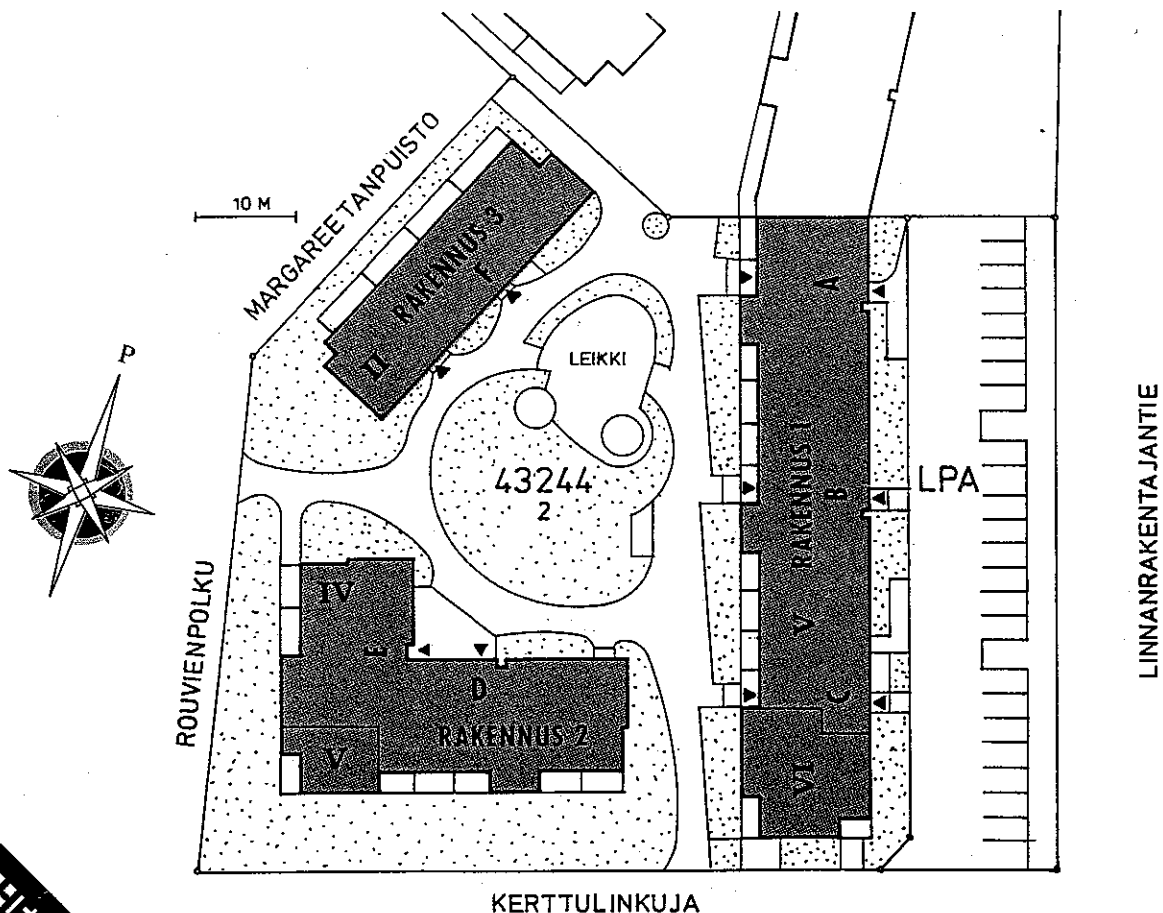 MARGAREETANPUISTO
10 M
RAKENNUS 3
F
II
LEIKKI
A
P
43244
2
RAKENNUS 1
B
LPA
LINNANRAKENTAJANTIE
ROUVIENPOLKU
IV
E
D
RAKENNUS 2
V
V
C
VI
KERTTULINKUJA